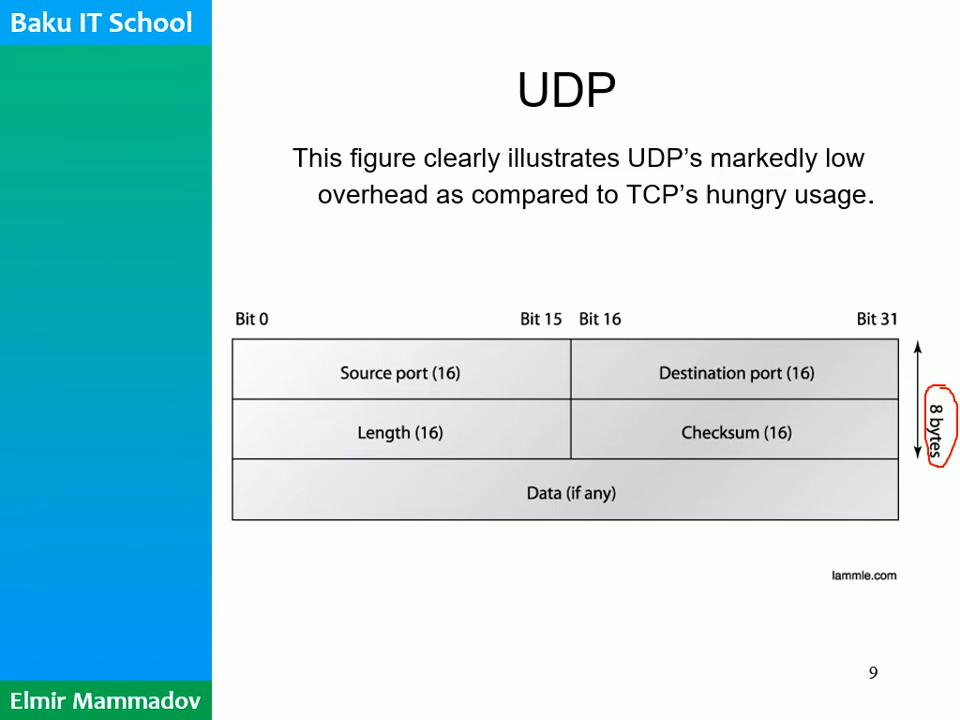 Baku IT School
UDP
This figure clearly illustrates UDP’s markedly low
overhead as compared to TCP’s hungry usage.
Bit 0 Bit 15 Bit 16 Bit 31
Source port (16) Destination port (16)
Length (16) Checksum (16)
8 bytes
Data (if any)
lammle.com
9
Elmir Mammadov